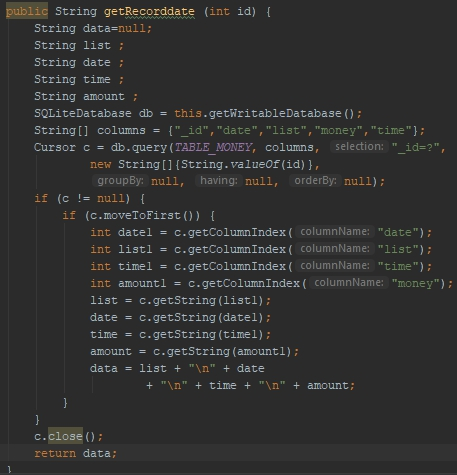 public String getRecorddate (int id) {
String data=null;
String list ;
String date ;
String time ;
String amount ;
SQLiteDatabase db = this.getWritableDatabase();
String[] columns = {"_id","date","list","money","time"};
Cursor c = db.query(TABLE_MONEY, columns, selection: "_id=?",
new String[]{String.valueOf(id)},
groupBy: null, having: null, orderBy: null);
if (c != null) {
if (c.moveToFirst()) {
int date1 = c.getColumnIndex( columnName: "date");
int list1 = c.getColumnIndex( columnName: "list");
int time1 = c.getColumnIndex( columnName: "time");
int amount1 = c.getColumnIndex( columnName: "money");
list = c.getString(list1);
date = c.getString(date1);
time = c.getString(time1);
amount = c.getString(amount1);
data = list + "\n" + date
+ "\n" + time + "\n" + amount;
}
}
c.close();
return data;
}